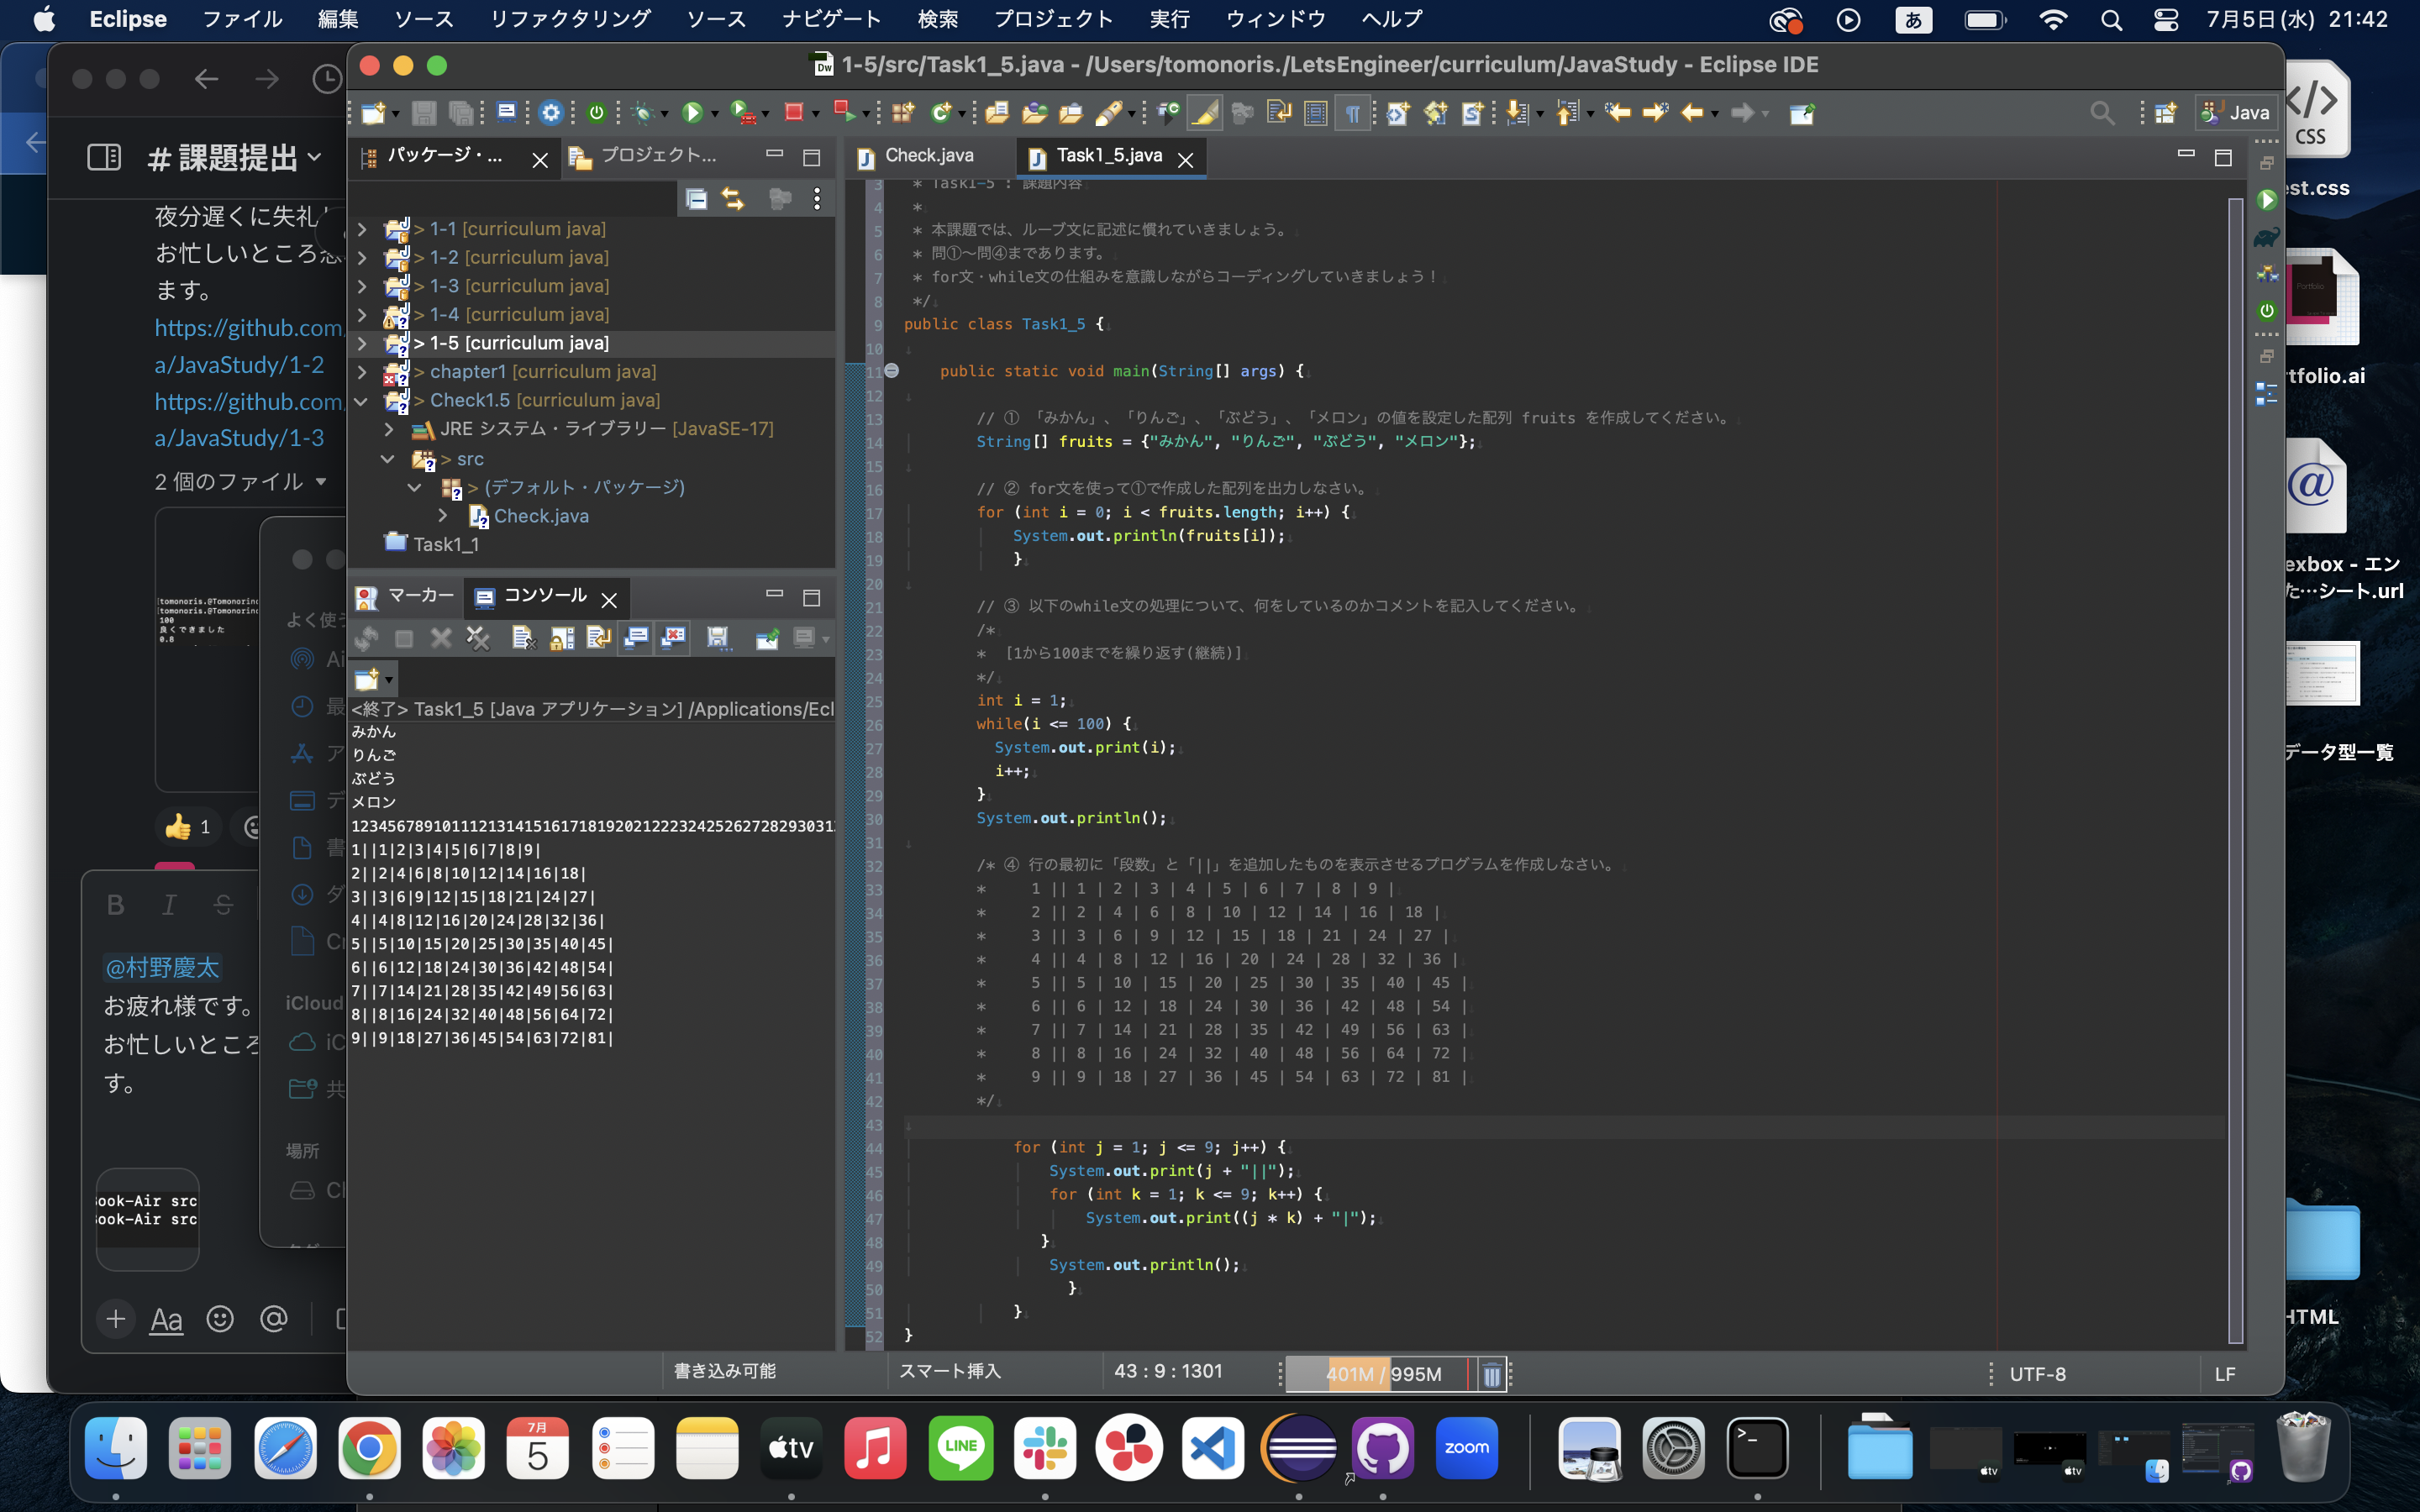 Eclipse ファイル 編集 ソース リファクタリング ソース ナビゲート 検索 プロジェクト 実行 ウィンドウ ヘルプ
あ 7月5日(水) 21:42
1-5/src/Task1_5.java - /Users/tomonoris./LetsEngineer/curriculum/JavaStudy - Eclipse IDE
Java
# 課題提出
夜分遅くに失礼
お忙しいところ
ます。
https://github.com/
a/JavaStudy/1-2
https://github.com/
a/JavaStudy/1-3
2 個のファイル
100
良くできました
0.8
1
@村野慶太
お疲れ様です。
お忙しいところ
す。
ook-Air src
ook-Air src
Aa
よく使う
Ai
最
ア
デ
書
ダ
Cr
iCloud
iC
共
場所
パッケージ・...
プロジェクト...
> 1-1 [curriculum java]
> 1-2 [curriculum java]
> 1-3 [curriculum java]
> 1-4 [curriculum java]
> 1-5 [curriculum java]
> chapter1 [curriculum java]
> Check1.5 [curriculum java]
JRE システム・ライブラリー [JavaSE-17]
> src
> (デフォルト・パッケージ)
Check.java
Task1_1
マーカー コンソール
<終了> Task1_5 [Java アプリケーション] /Applications/Ecl
みかん
りんご
ぶどう
メロン
123456789101112131415161718192021222324252627282930313
1||1|2|3|4|5|6|7|8|9|
2||2|4|6|8|10|12|14|16|18|
3||3|6|9|12|15|18|21|24|27|
4||4|8|12|16|20|24|28|32|36|
5||5|10|15|20|25|30|35|40|45|
6||6|12|18|24|30|36|42|48|54|
7||7|14|21|28|35|42|49|56|63|
8||8|16|24|32|40|48|56|64|72|
9||9|18|27|36|45|54|63|72|81|
Check.java Task1_5.java
3 * Task1-5 : 課題内容
4 *
5 * 本課題では、ループ文に記述に慣れていきましょう。
6 * 問①〜問④まであります。
7 * for文・while文の仕組みを意識しながらコーディングしていきましょう!
8 */
9 public class Task1_5 {
10
11 public static void main(String[] args) {
12
13 // ① 「みかん」、「りんご」、「ぶどう」、「メロン」の値を設定した配列 fruits を作成してください。
14 String[] fruits = {"みかん", "りんご", "ぶどう", "メロン"};
15
16 // ② for文を使って①で作成した配列を出力しなさい。
17 for (int i = 0; i < fruits.length; i++) {
18 System.out.println(fruits[i]);
19 }
20
21 // ③ 以下のwhile文の処理について、何をしているのかコメントを記入してください。
22 /*
23 * [1から100までを繰り返す(継続)]
24 */
25 int i = 1;
26 while(i <= 100) {
27 System.out.print(i);
28 i++;
29 }
30 System.out.println();
31
32 /* ④ 行の最初に「段数」と「||」を追加したものを表示させるプログラムを作成しなさい。
33 * 1 || 1 | 2 | 3 | 4 | 5 | 6 | 7 | 8 | 9 |
34 * 2 || 2 | 4 | 6 | 8 | 10 | 12 | 14 | 16 | 18 |
35 * 3 || 3 | 6 | 9 | 12 | 15 | 18 | 21 | 24 | 27 |
36 * 4 || 4 | 8 | 12 | 16 | 20 | 24 | 28 | 32 | 36 |
37 * 5 || 5 | 10 | 15 | 20 | 25 | 30 | 35 | 40 | 45 |
38 * 6 || 6 | 12 | 18 | 24 | 30 | 36 | 42 | 48 | 54 |
39 * 7 || 7 | 14 | 21 | 28 | 35 | 42 | 49 | 56 | 63 |
40 * 8 || 8 | 16 | 24 | 32 | 40 | 48 | 56 | 64 | 72 |
41 * 9 || 9 | 18 | 27 | 36 | 45 | 54 | 63 | 72 | 81 |
42 */
43
44 for (int j = 1; j <= 9; j++) {
45 System.out.print(j + "||");
46 for (int k = 1; k <= 9; k++) {
47 System.out.print((j * k) + "|");
48 }
49 System.out.println();
50 }
51 }
52 }
書き込み可能 スマート挿入 43 : 9 : 1301 401M / 995M UTF-8 LF
CSS
est.css
Portfolio
rtfolio.ai
@
exbox - エン
た…シート.url
データ型一覧
HTML
7月
5
tv
LINE
zoom